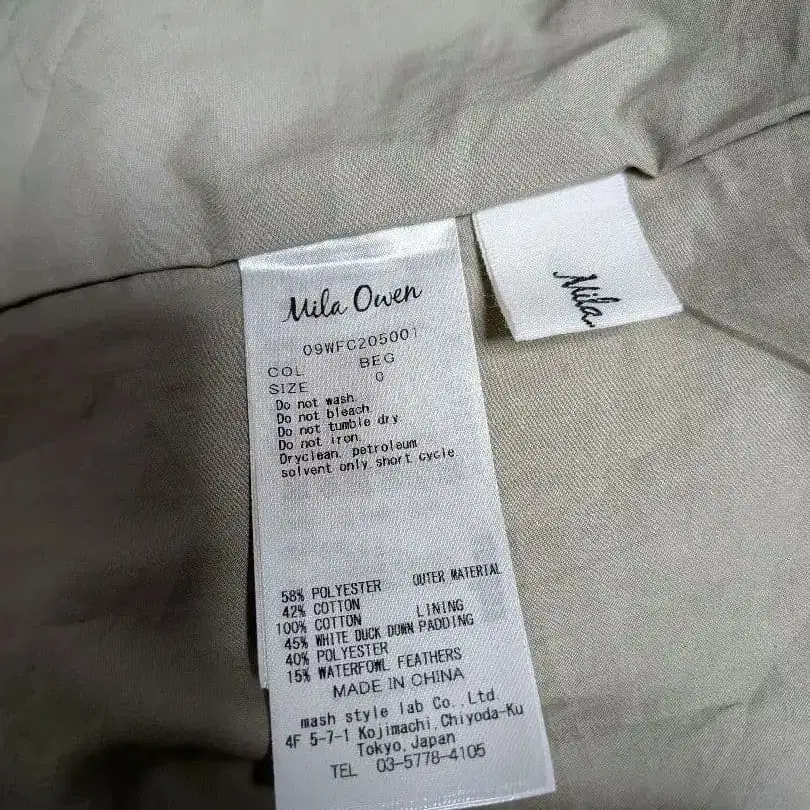 Mila Owen
Mila
09WFC205001
COL BEG
SIZE 0
Do not wash.
Do not bleach.
Do not tumble dry
Do not iron.
Dryclean, petroleum
solvent only short cycle
58% POLYESTER OUTER MATERIAL
42% COTTON
100% COTTON LINING
45% WHITE DUCK DOWN PADDING
40% POLYESTER
15% WATERFOWL FEATHERS
MADE IN CHINA
mash style lab Co., Ltd.
4F 5-7-1 Kojimachi, Chiyoda-Ku
Tokyo, Japan
TEL 03-5778-4105